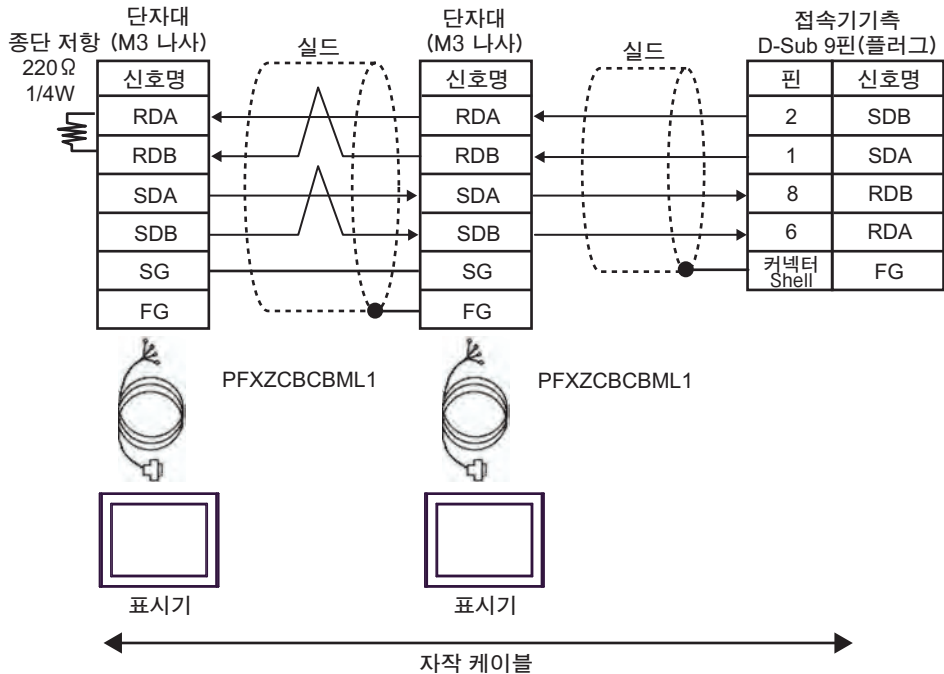 종단 저항
220Ω
1/4W
단자대
(M3 나사)
신호명
RDA
RDB
SDA
SDB
SG
FG
실드
단자대
(M3 나사)
신호명
RDA
RDB
SDA
SDB
SG
FG
실드
접속기기측
D-Sub 9핀(플러그)
핀 신호명
2 SDB
1 SDA
8 RDB
6 RDA
커넥터
Shell
FG
PFXZCBCBML1
PFXZCBCBML1
표시기
표시기
자작 케이블